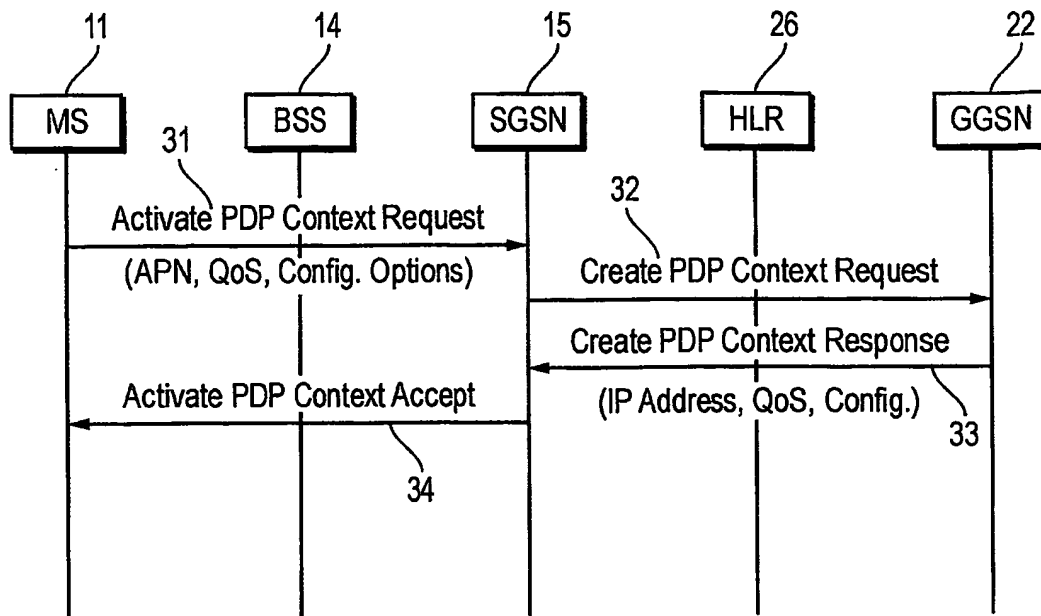 11 14 15 26 22
MS BSS SGSN HLR GGSN
31
Activate PDP Context Request
(APN, QoS, Config. Options)
32
Create PDP Context Request
Create PDP Context Response
(IP Address, QoS, Config.)
33
Activate PDP Context Accept
34